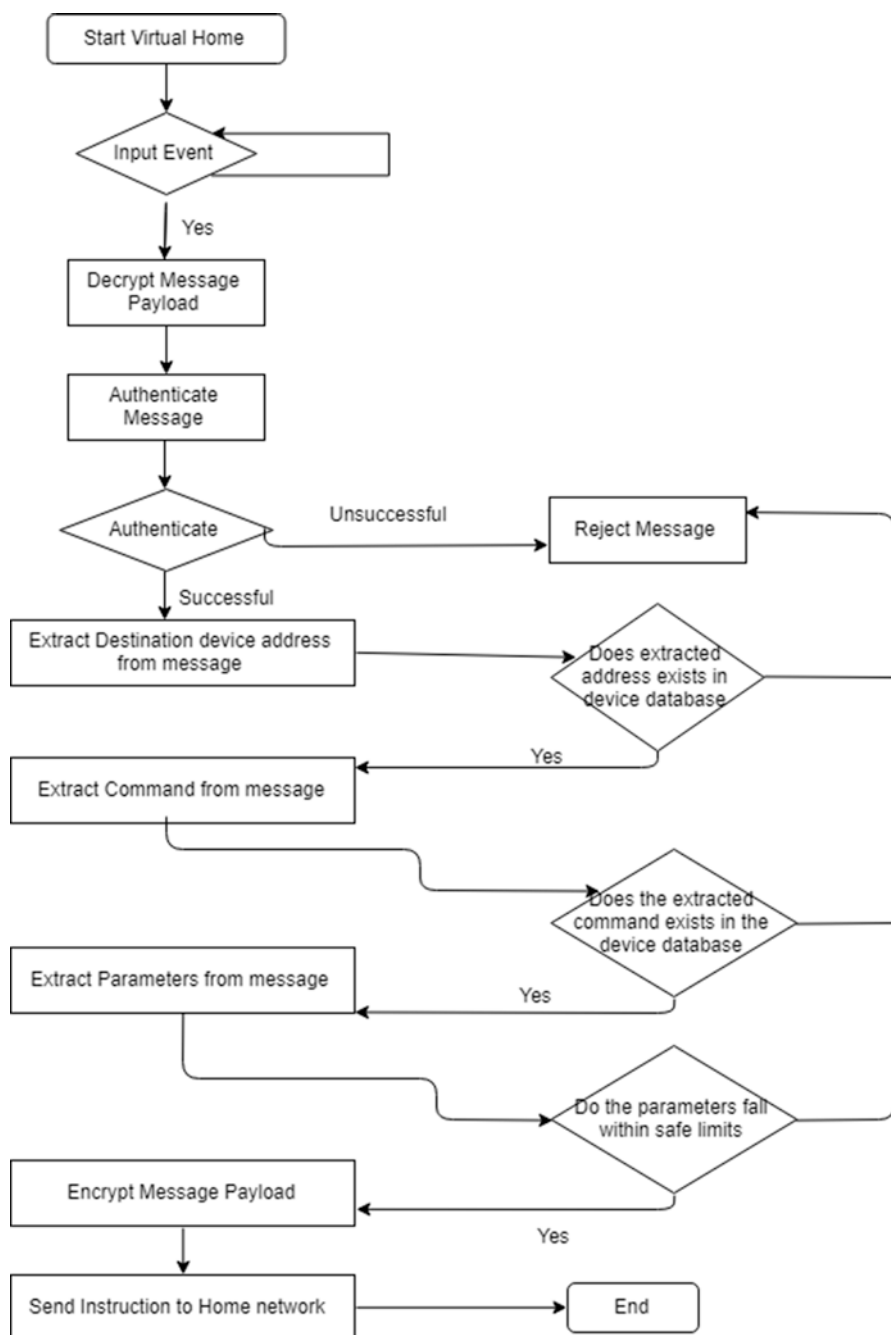 Start Virtual Home
Input Event
Yes
Decrypt Message
Payload
Authenticate
Message
Authenticate
Unsuccessful
Reject Message
Successful
Extract Destination device address
from message
Does extracted
address exists in
device database
Yes
Extract Command from message
Does the extracted
command exists in the
device database
Extract Parameters from message
Yes
Do the parameters fall
within safe limits
Encrypt Message Payload
Yes
Send Instruction to Home network
End